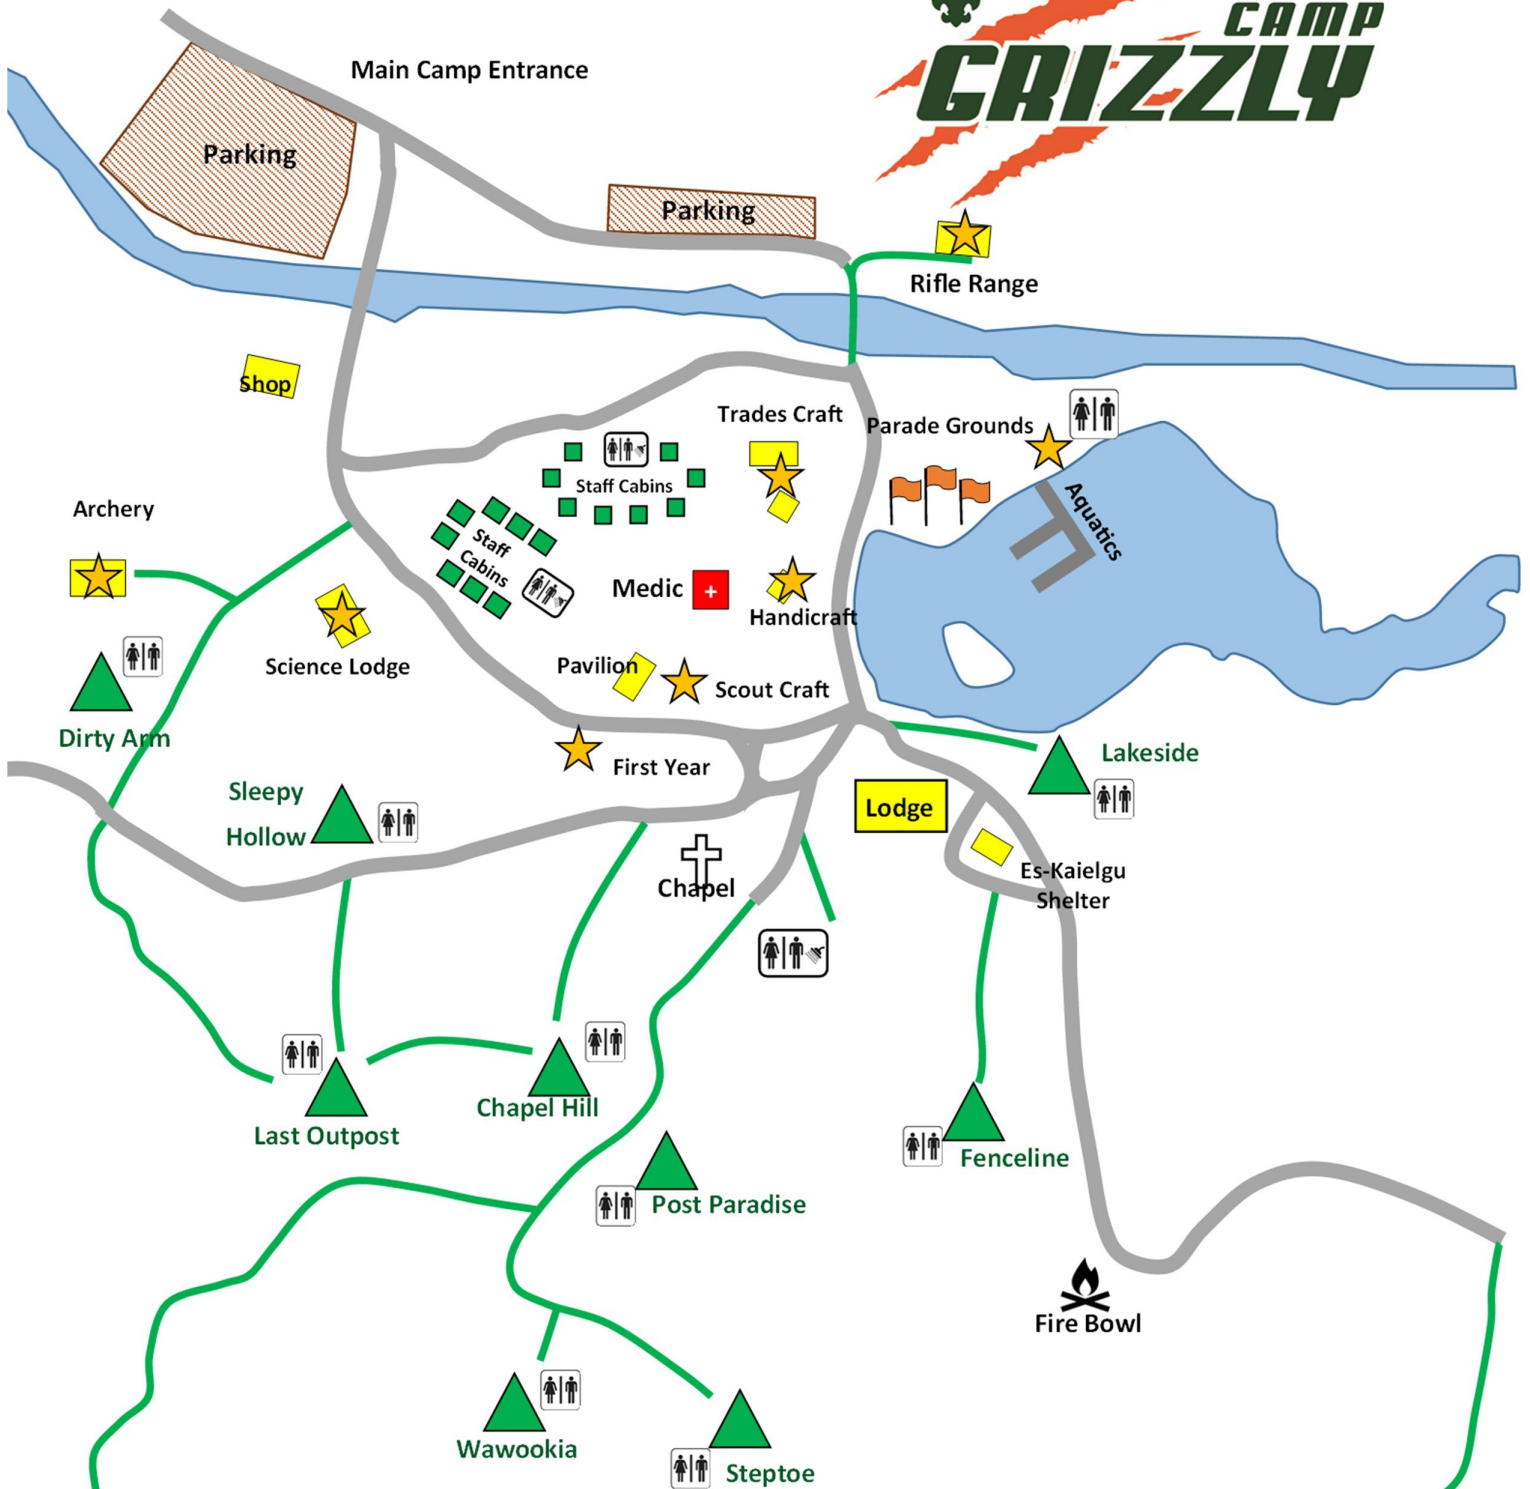 CAMP
GRIZZLY
Main Camp Entrance
Parking
Parking
Rifle Range
Shop
Trades Craft
Parade Grounds
Staff Cabins
Archery
Aquatics
Staff
Cabins
Medic
+
Handicraft
Science Lodge
Pavilion
Scout Craft
Dirty Arm
First Year
Lakeside
Sleepy
Hollow
Lodge
Es-Kaielgu
Shelter
Chapel
Chapel Hill
Last Outpost
Fenceline
Post Paradise
Fire Bowl
Wawookia
Steptoe